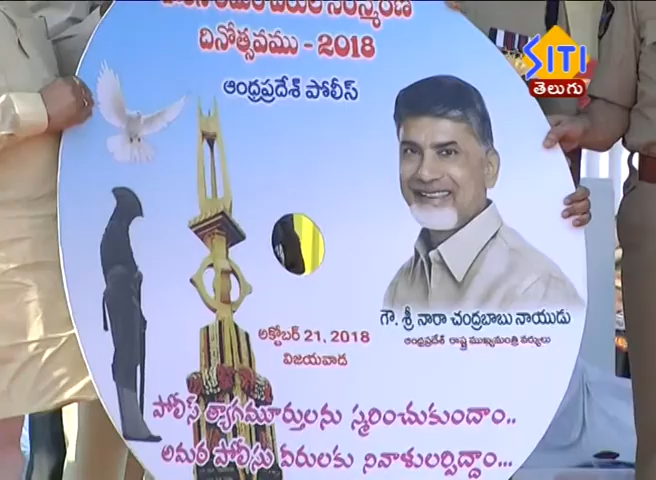 దినోత్సవము - 2018
ఆంధ్రప్రదేశ్ పోలీస్
SITI
తెలుగు
గౌ. శ్రీ నారా చంద్రబాబు నాయుడు
ఆంధ్రప్రదేశ్ రాష్ట్ర ముఖ్యమంత్రి వర్యులు
అక్టోబర్ 21, 2018
విజయవాడ
పోలీస్ త్యాగమూర్తులను స్మరించుకుందాం..
అమర పోలీసు వీరులకు నివాళులర్పిద్దాం...